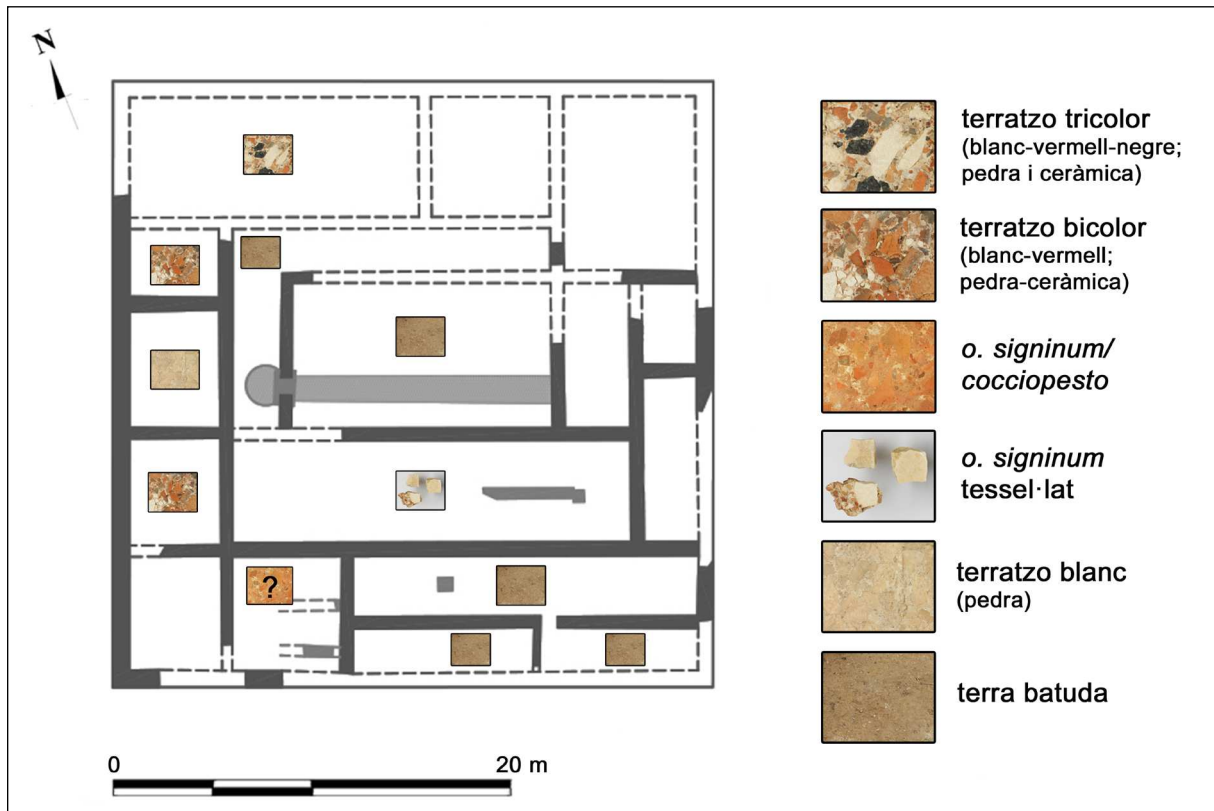 N
terratzo tricolor
(blanc-vermell-negre;
pedra i ceràmica)
terratzo bicolor
(blanc-vermell;
pedra-ceràmica)
o. signinum/
cocciopesto
o. signinum
tessel·lat
?
terratzo blanc
(pedra)
terra batuda
0 20 m